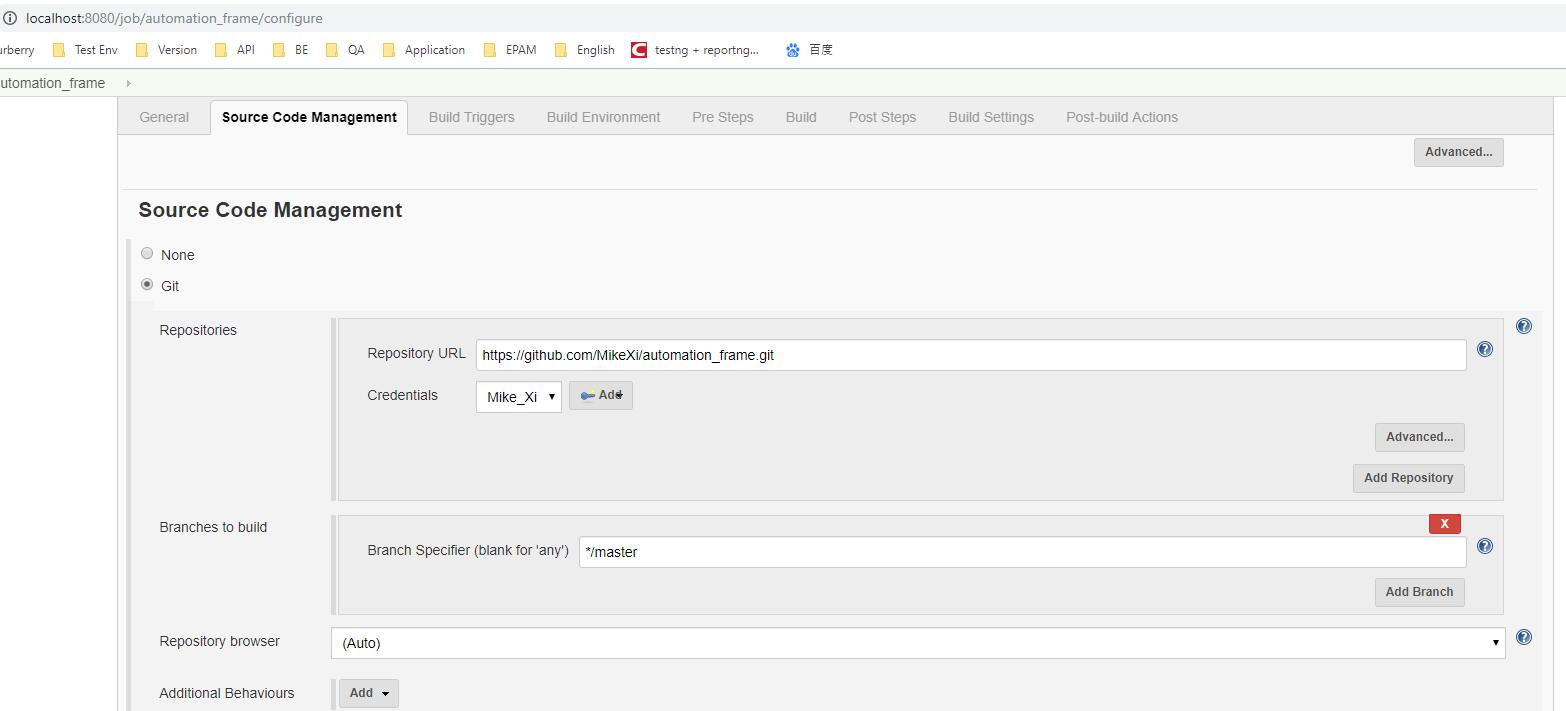 localhost:8080/job/automation_frame/configure
urberry Test Env Version API BE QA Application EPAM English testng + reportng... 百度
utomation_frame
General Source Code Management Build Triggers Build Environment Pre Steps Build Post Steps Build Settings Post-build Actions
Advanced...
Source Code Management
None
Git
Repositories
Repository URL https://github.com/MikeXi/automation_frame.git
Credentials Mike_Xi Add
Advanced...
Add Repository
Branches to build
X
Branch Specifier (blank for 'any') */master
Add Branch
Repository browser (Auto)
Additional Behaviours Add